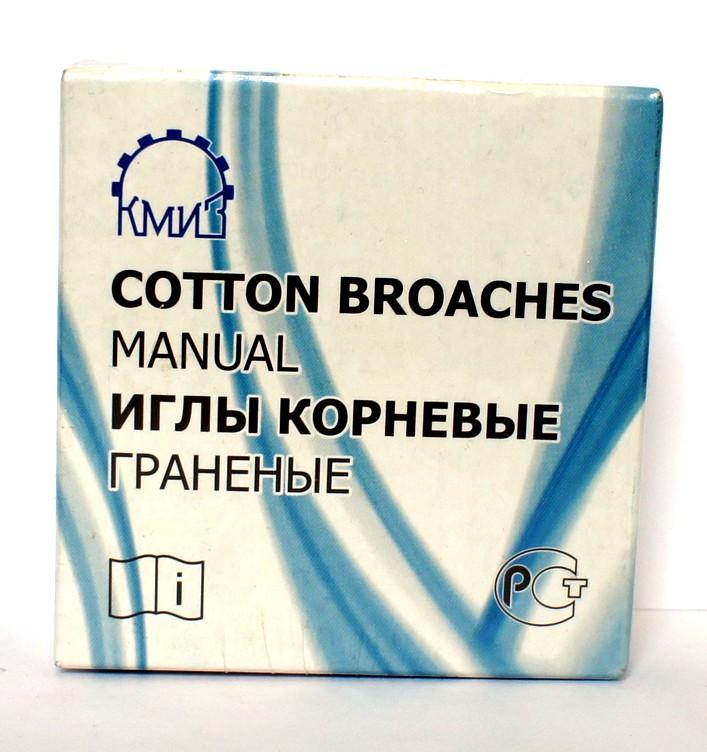 КМИЗ
COTTON BROACHES
MANUAL
ИГЛЫ КОРНЕВЫЕ
ГРАНЕНЫЕ
i
РСТ